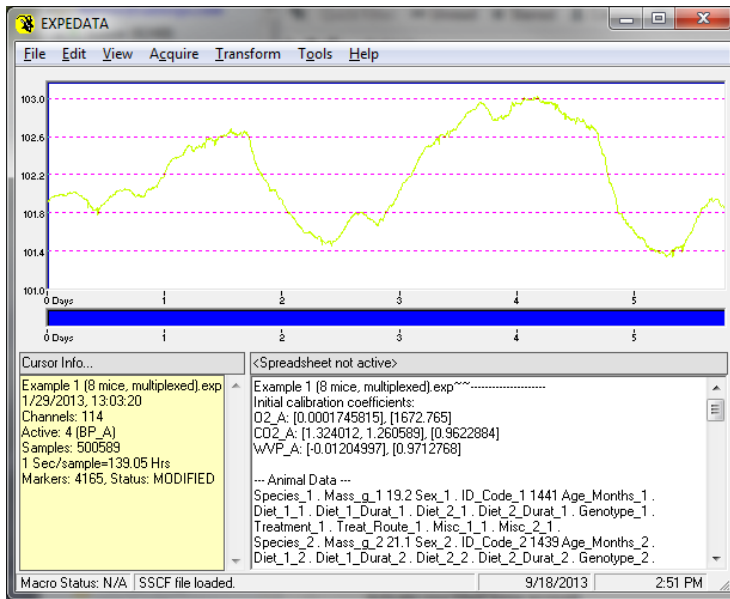 EXPEDATA
File Edit View Acquire Transform Tools Help
103.0
102.6
102.2
101.8
101.4
101.0
0 Days 1 2 3 4 5
0 Days 1 2 3 4 5
Cursor Info...
<Spreadsheet not active>
Example 1 (8 mice, multiplexed).exp
1/29/2013, 13:03:20
Channels: 114
Active: 4 (BP_A)
Samples: 500589
1 Sec/sample=139.05 Hrs
Markers: 4165, Status: MODIFIED
Example 1 (8 mice, multiplexed).exp~~---------------------
Initial calibration coefficients:
O2_A: [0.0001745815], [1672.765]
CO2_A: [1.324012, 1.260589], [0.9622884]
WVP_A: [-0.01204997], [0.9712768]
--- Animal Data ---
Species_1 . Mass_g_1 19.2 Sex_1 . ID_Code_1 1441 Age_Months_1 .
Diet_1_1 . Diet_1_Durat_1 . Diet_2_1 . Diet_2_Durat_1 . Genotype_1 .
Treatment_1 . Treat_Route_1 . Misc_1_1 . Misc_2_1 .
Species_2 . Mass_g_2 21.1 Sex_2 . ID_Code_2 1439 Age_Months_2 .
Diet_1_2 . Diet_1_Durat_2 . Diet_2_2 . Diet_2_Durat_2 . Genotype_2 .
Macro Status: N/A SSCF file loaded. 9/18/2013 2:51 PM